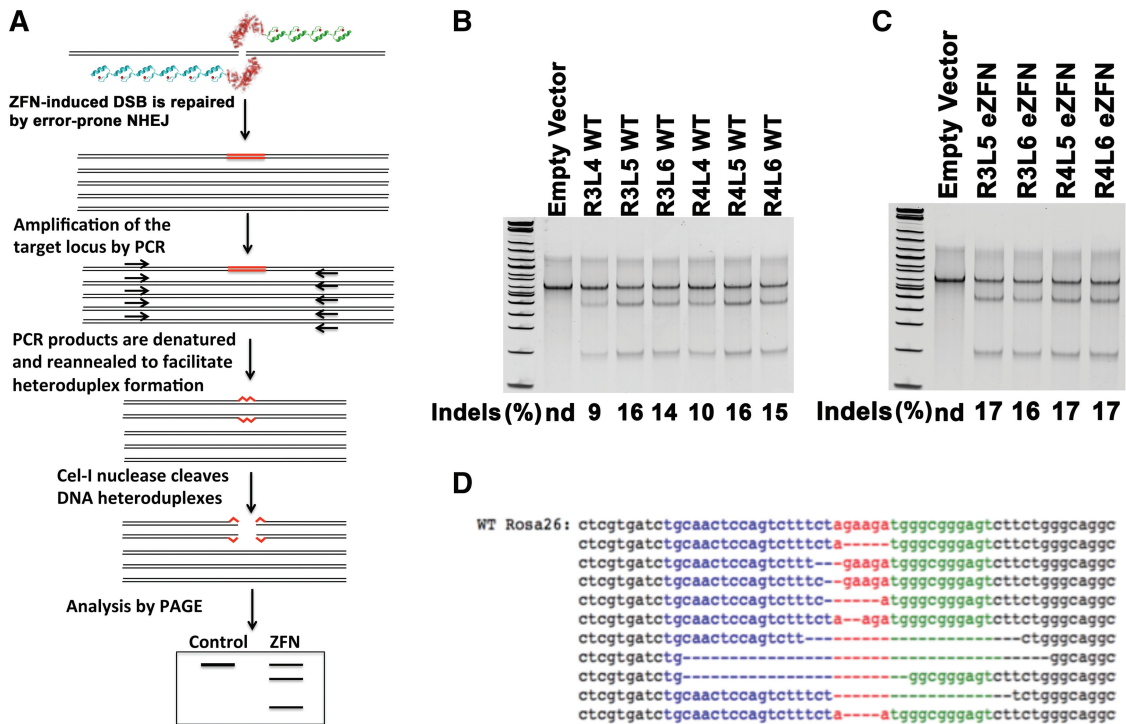 A
ZFN-induced DSB is repaired
by error-prone NHEJ
Amplification of the
target locus by PCR
PCR products are denatured
and reannealed to facilitate
heteroduplex formation
Cel-I nuclease cleaves
DNA heteroduplexes
Analysis by PAGE
Control ZFN
B
Empty Vector
R3L4 WT
R3L5 WT
R3L6 WT
R4L4 WT
R4L5 WT
R4L6 WT
Indels (%) nd 9 16 14 10 16 15
C
Empty Vector
R3L5 eZFN
R3L6 eZFN
R4L5 eZFN
R4L6 eZFN
Indels (%) nd 17 16 17 17
D
WT Rosa26: ctcgtgatctgcaactccagtctttctagaagatgggcgggagtcttctgggcaggc
ctcgtgatctgcaactccagtctttcta-----tgggcgggagtcttctgggcaggc
ctcgtgatctgcaactccagtcttt---gaagatgggcgggagtcttctgggcaggc
ctcgtgatctgcaactccagtctttc--gaagatgggcgggagtcttctgggcaggc
ctcgtgatctgcaactccagtctttc------atgggcgggagtcttctgggcaggc
ctcgtgatctgcaactccagtctttcta--agatgggcgggagtcttctgggcaggc
ctcgtgatctgcaactccagtctt-----------------------ctgggcaggc
ctcgtgatctg---------------------------------------ggcaggc
ctcgtgatctg------------------------ggcgggagtcttctgggcaggc
ctcgtgatctgcaactccagtctttct-------------------tctgggcaggc
ctcgtgatctgcaactccagtctttcta----atgggcgggagtcttctgggcaggc